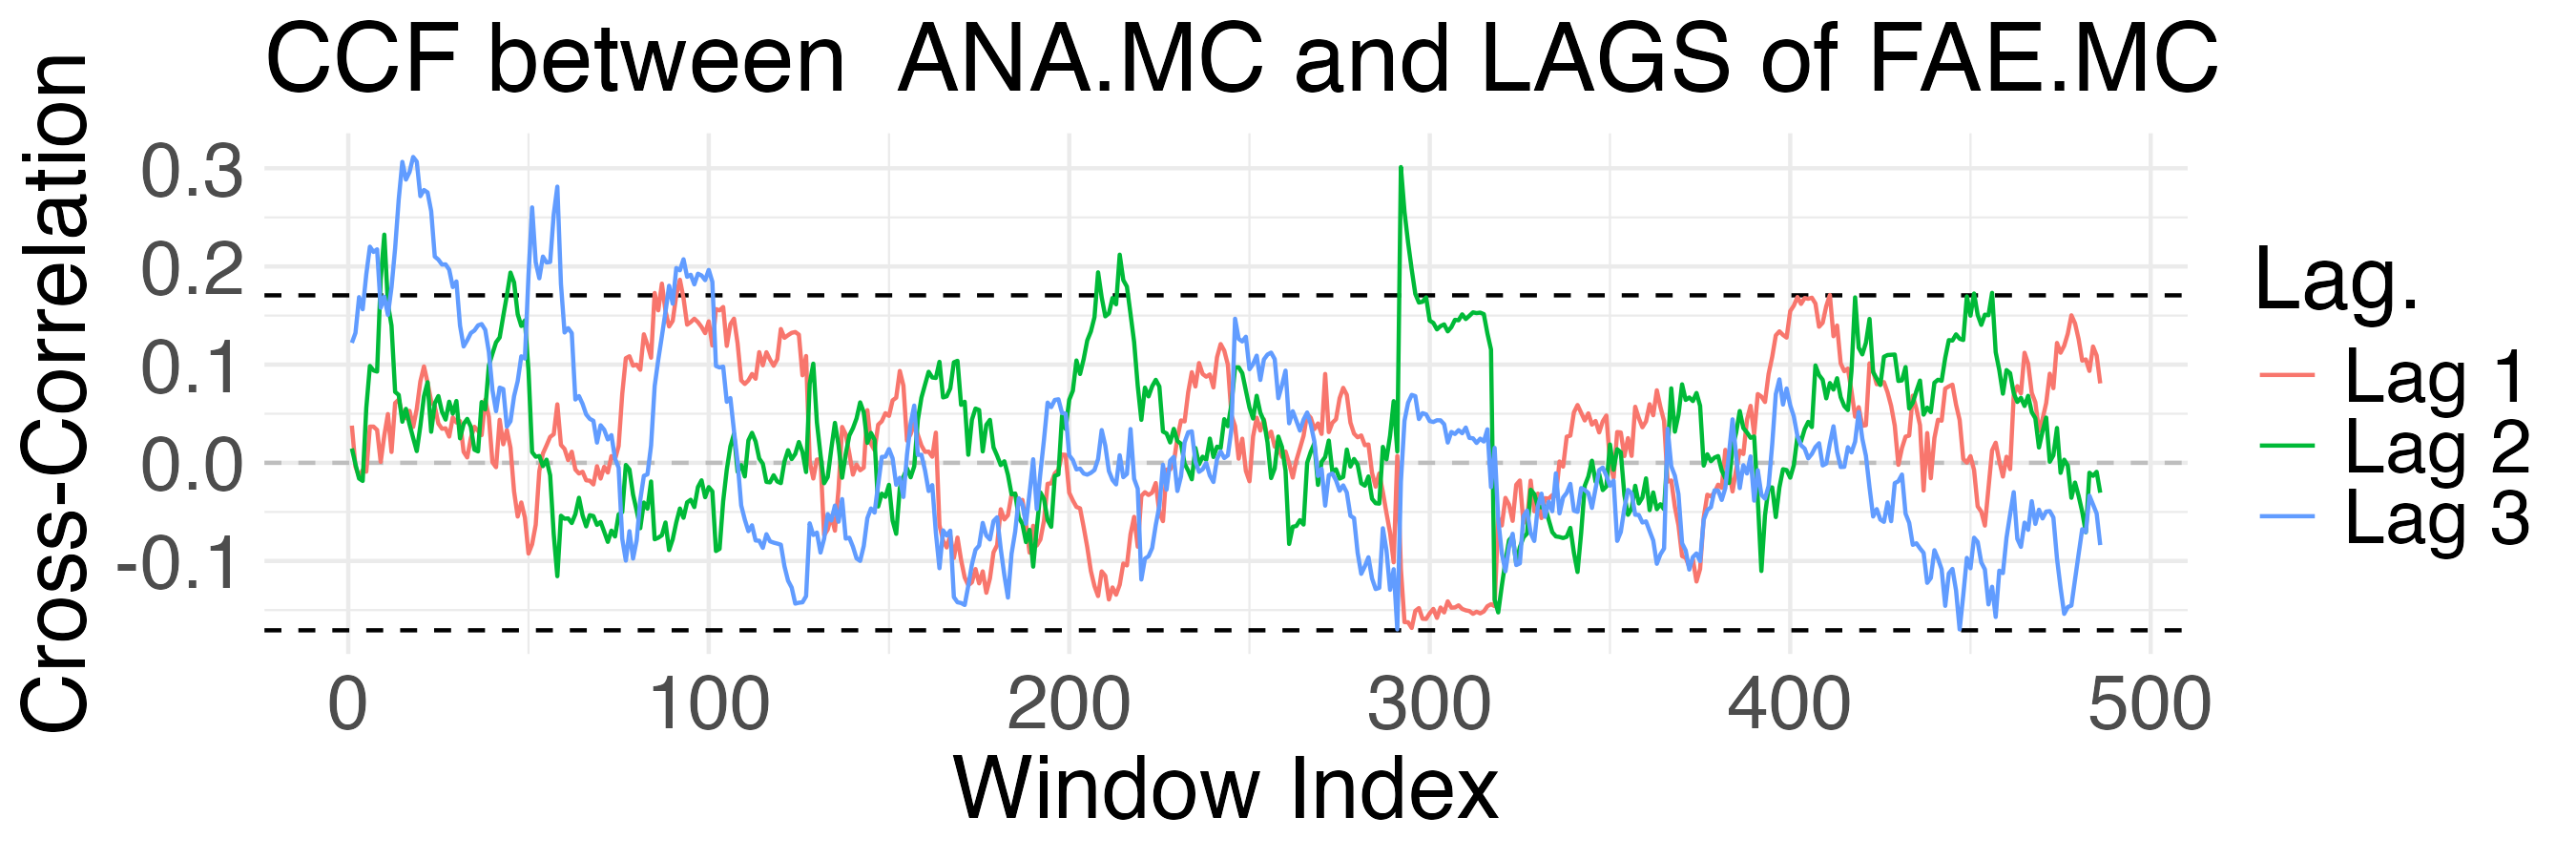 CCF between  ANA.MC and LAGS of FAE.MC
Cross-Correlation
0.3
0.2
0.1
0.0
-0.1
0 100 200 300 400 500
Window Index
Lag.
Lag 1
Lag 2
Lag 3